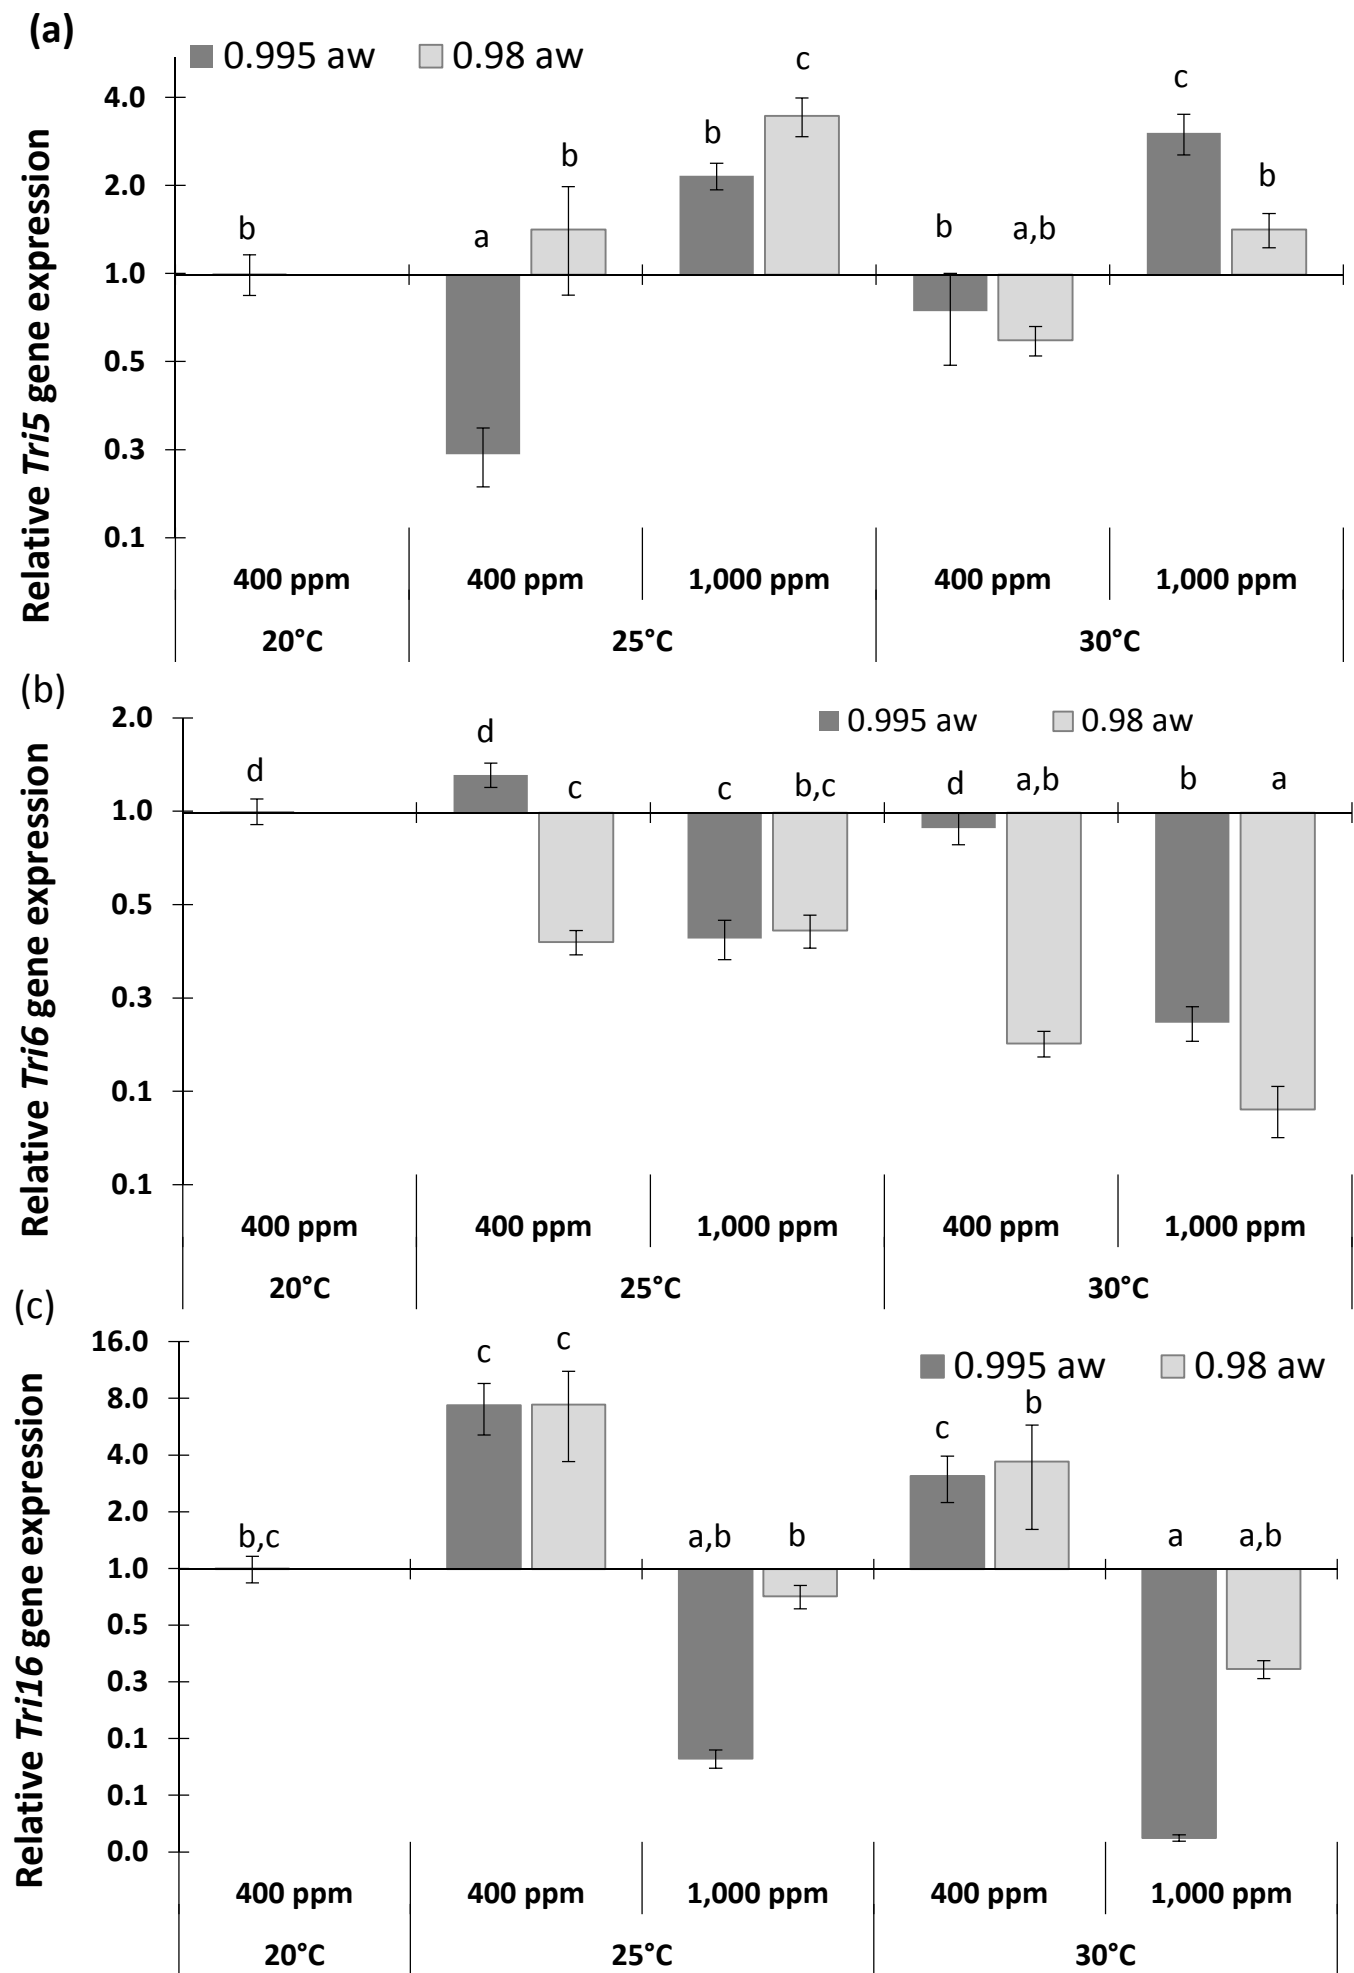 (a)
0.995 aw 0.98 aw
Relative Tri5 gene expression
4.0
2.0
1.0
0.5
0.3
0.1
b
a
b
b
c
b
a,b
c
b
400 ppm 400 ppm 1,000 ppm 400 ppm 1,000 ppm
20°C 25°C 30°C
(b)
0.995 aw 0.98 aw
Relative Tri6 gene expression
2.0
1.0
0.5
0.3
0.1
0.1
d
d
c
c
b,c
d
a,b
b
a
400 ppm 400 ppm 1,000 ppm 400 ppm 1,000 ppm
20°C 25°C 30°C
(c)
0.995 aw 0.98 aw
Relative Tri16 gene expression
16.0
8.0
4.0
2.0
1.0
0.5
0.3
0.1
0.1
0.0
b,c
c
c
a,b
b
c
b
a
a,b
400 ppm 400 ppm 1,000 ppm 400 ppm 1,000 ppm
20°C 25°C 30°C